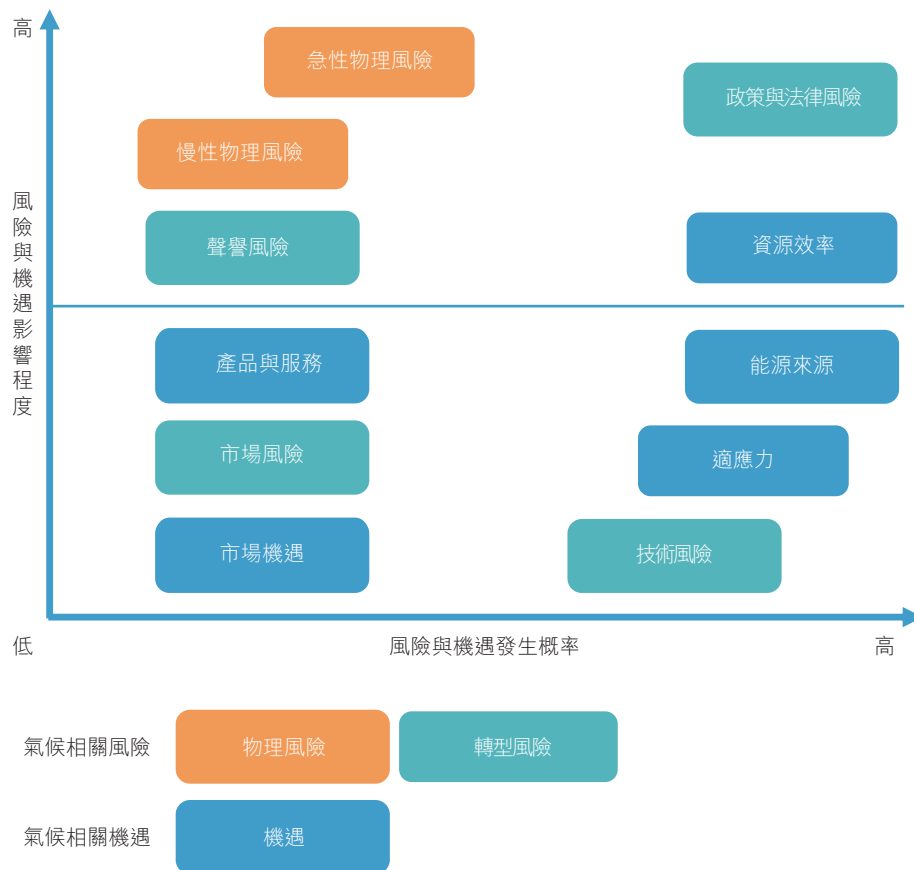 高
急性物理風險
政策與法律風險
慢性物理風險
聲譽風險
資源效率
風險與機遇影響程度
產品與服務
能源來源
市場風險
適應力
市場機遇
技術風險
低
風險與機遇發生概率
高
氣候相關風險
物理風險
轉型風險
氣候相關機遇
機遇